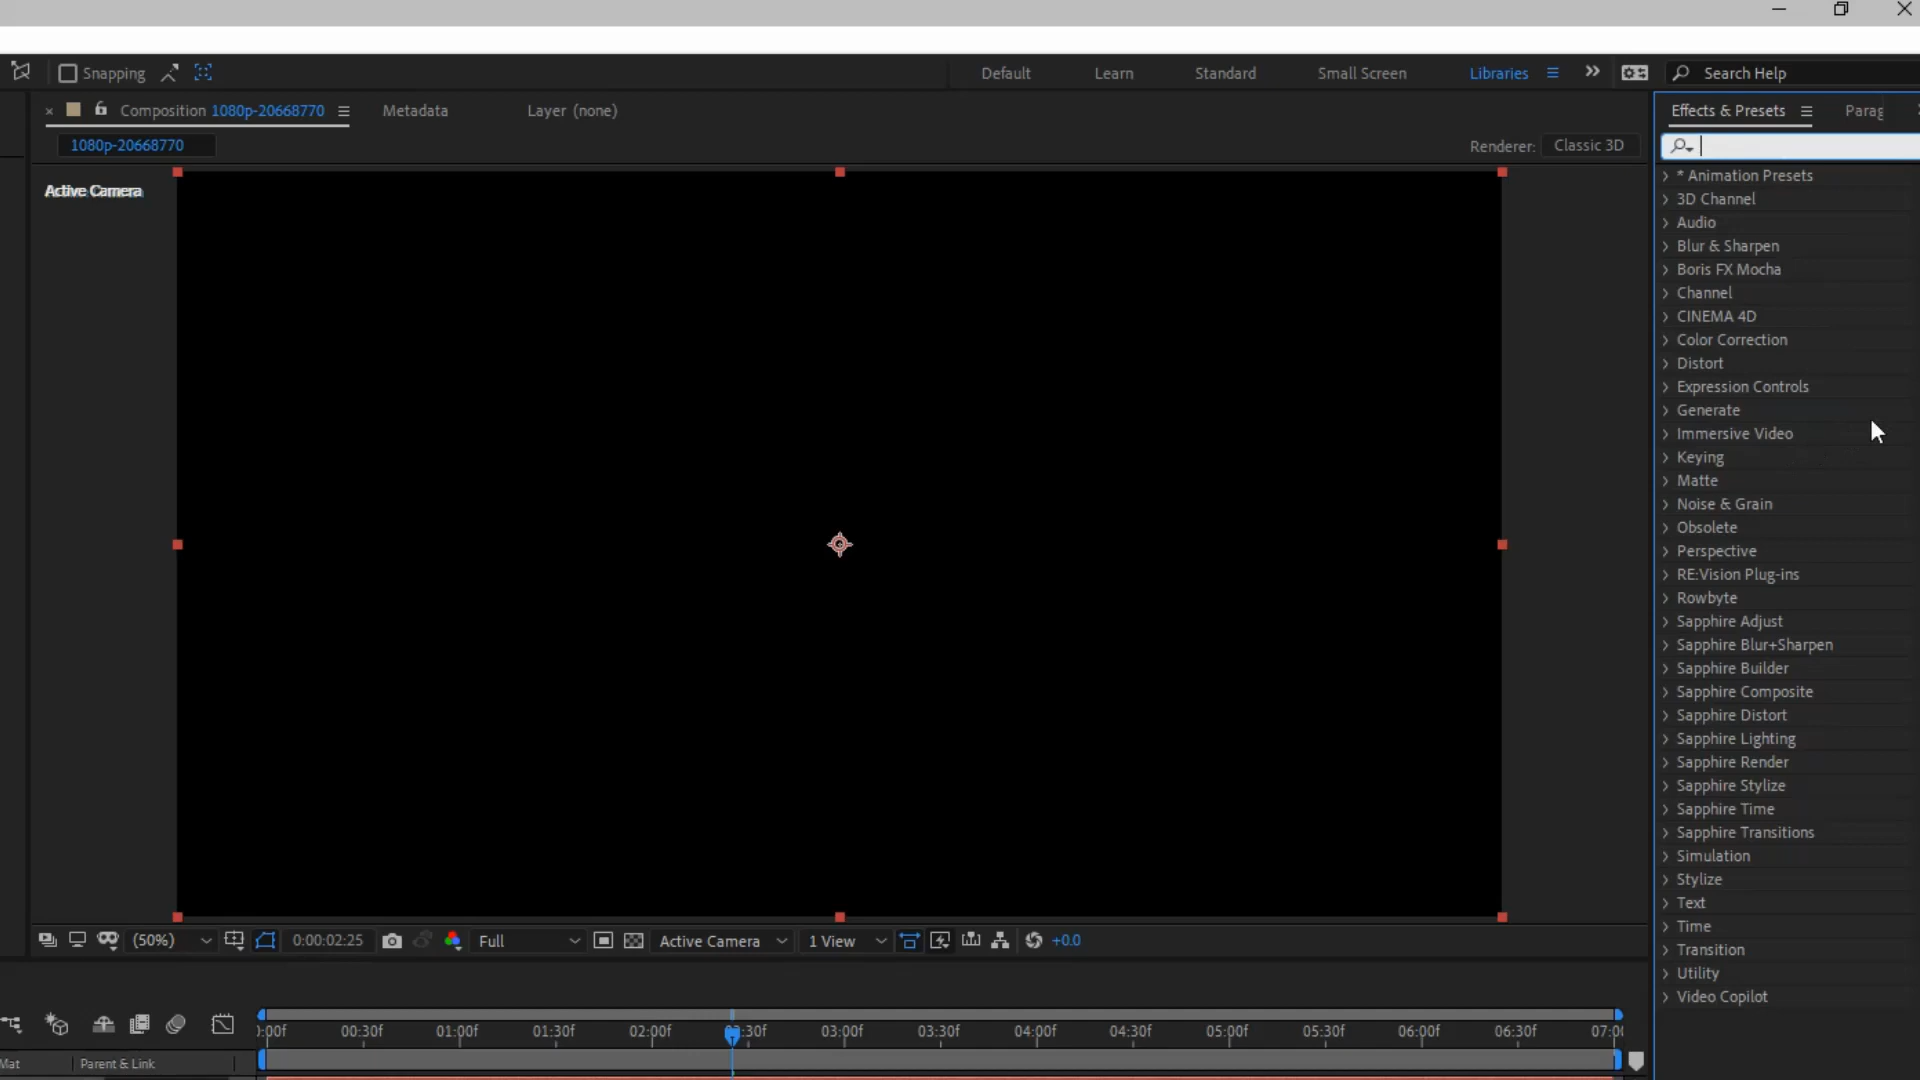 Snapping
Default Learn Standard Small Screen Libraries Search Help
Composition 1080p-20668770 Metadata Layer (none)
Effects & Presets
1080p-20668770
Renderer: Classic 3D
Active Camera
* Animation Presets
3D Channel
Audio
Blur & Sharpen
Boris FX Mocha
Channel
CINEMA 4D
Color Correction
Distort
Expression Controls
Generate
Immersive Video
Keying
Matte
Noise & Grain
Obsolete
Perspective
RE:Vision Plug-ins
Rowbyte
Sapphire Adjust
Sapphire Blur+Sharpen
Sapphire Builder
Sapphire Composite
Sapphire Distort
Sapphire Lighting
Sapphire Render
Sapphire Stylize
Sapphire Time
Sapphire Transitions
Simulation
Stylize
Text
Time
Transition
Utility
Video Copilot
(50%) 0:00:02:25 Full Active Camera 1 View +0.0
00:30f 01:00f 01:30f 02:00f 03:00f 03:30f 04:00f 04:30f 05:00f 05:30f 06:00f 06:30f
Mat Parent & Link